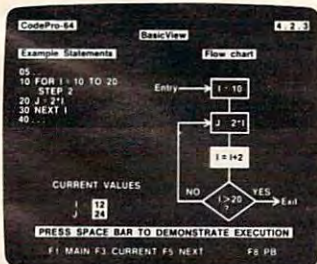 CodePro-64
4.2.3
BasicView
Example Statements
Flow chart
05 . . .
10 FOR I = 10 TO 20
STEP 2
20 J = 2*I
30 NEXT I
40 . . .
Entry
I = 10
J = 2*I
I = I+2
CURRENT VALUES
I 12
J 24
NO
YES
I>20
?
Exit
PRESS SPACE BAR TO DEMONSTRATE EXECUTION
F1 MAIN F3 CURRENT F5 NEXT
F8 PB